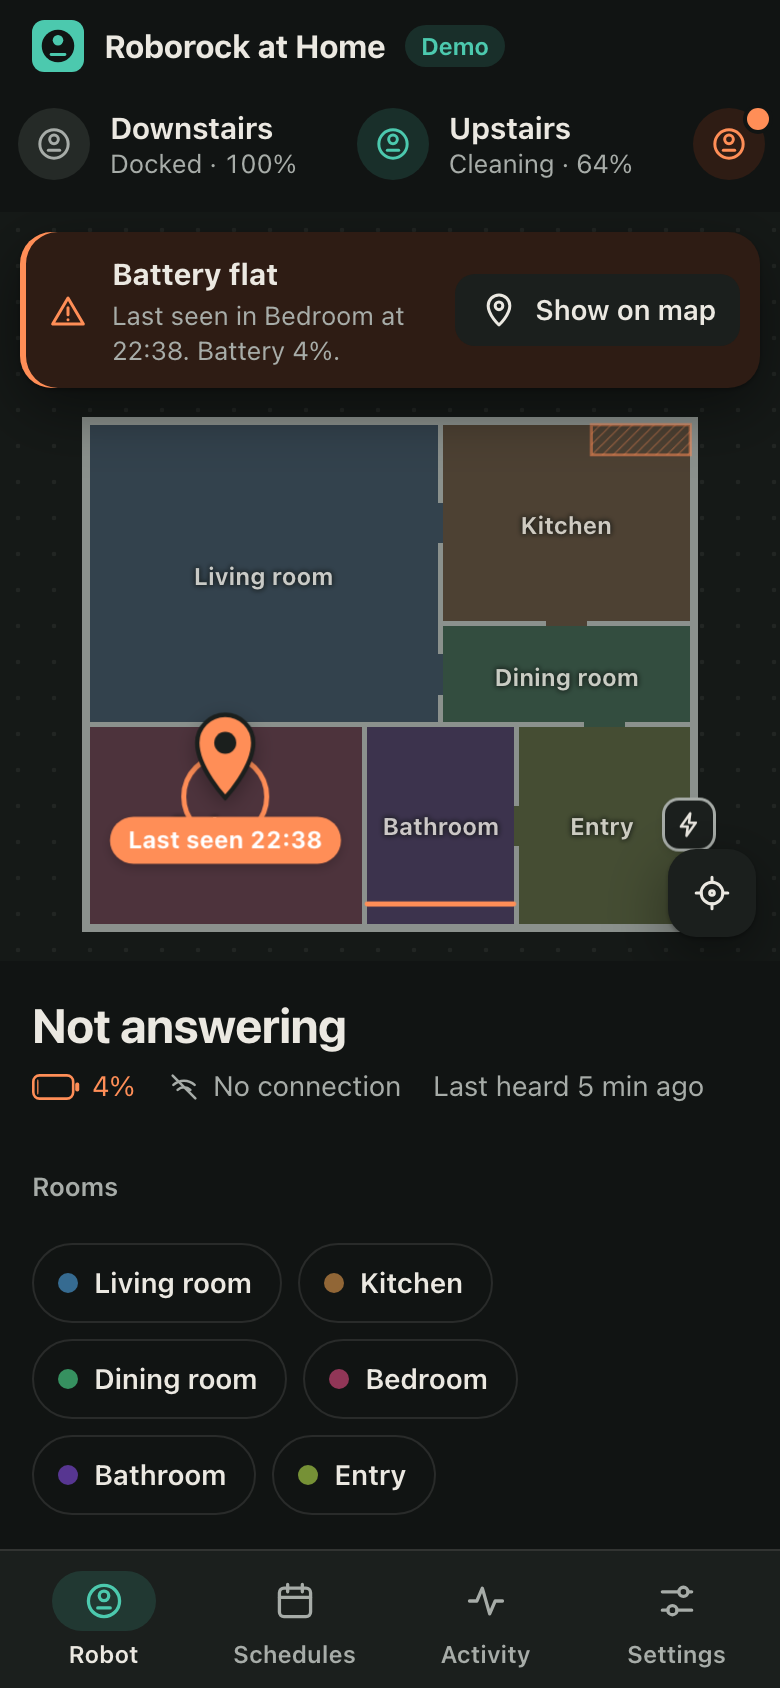 Roborock at Home Demo
Downstairs
Docked · 100%
Upstairs
Cleaning · 64%
Battery flat
Last seen in Bedroom at
22:38. Battery 4%.
Show on map
Kitchen
Living room
Dining room
Bathroom
Entry
Last seen 22:38
Not answering
4% No connection Last heard 5 min ago
Rooms
Living room Kitchen
Dining room Bedroom
Bathroom Entry
Robot Schedules Activity Settings